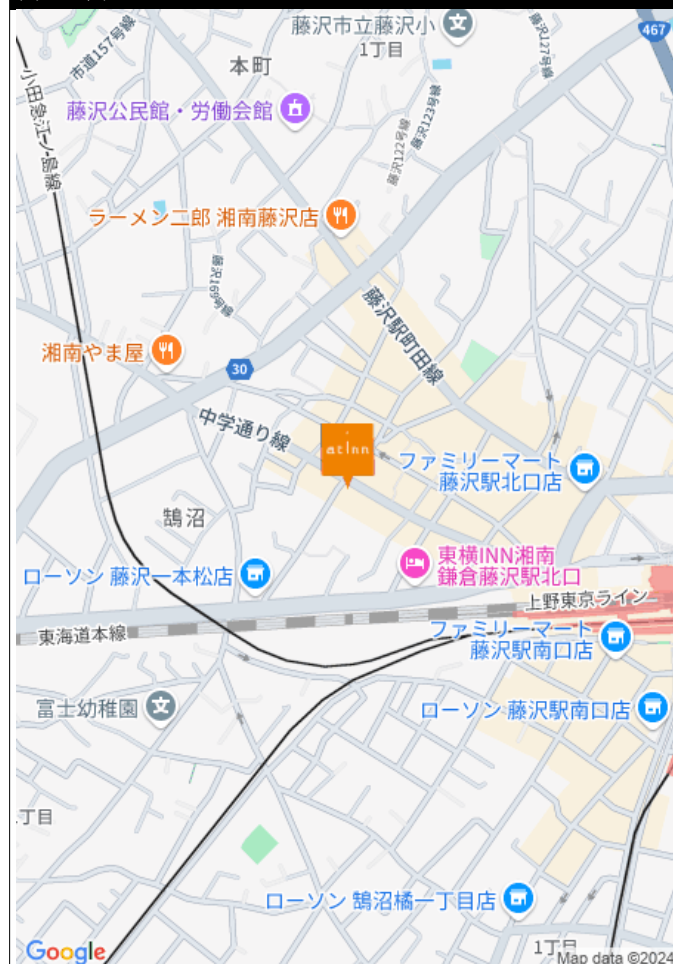 藤沢市立藤沢小
467
市道157号線
1丁目
藤沢127号線
本町
小田急江ノ島線
藤沢公民館・労働会館
藤沢123号線
藤沢122号線
ラーメン二郎 湘南藤沢店
藤沢169号線
藤沢駅町田線
湘南やま屋
30
中学通り線
at inn
ファミリーマート
藤沢駅北口店
鵠沼
東横INN湘南
鎌倉藤沢駅北口
ローソン 藤沢一本松店
上野東京ライン
東海道本線
ファミリーマート
藤沢駅南口店
富士幼稚園
ローソン 藤沢駅南口店
丁目
ローソン 鵠沼橘一丁目店
1丁目
Google
Map data ©2024